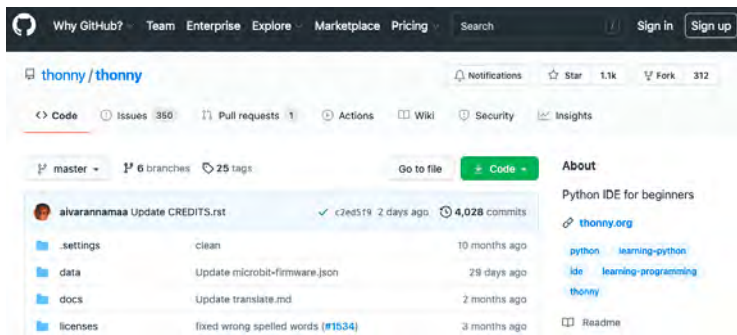 Why GitHub? Team Enterprise Explore Marketplace Pricing Search / Sign in Sign up
thonny / thonny Notifications Star 1.1k Fork 312
<> Code Issues 350 Pull requests 1 Actions Wiki Security Insights
master 6 branches 25 tags Go to file Code About
Python IDE for beginners
aivarannamaa Update CREDITS.rst 2 days ago 4,028 commits
thonny.org
.settings clean 10 months ago
python learning-python
data Update microbit-firmware.json 29 days ago
ide learning-programming
docs Update translate.md 2 months ago
thonny
licenses fixed wrong spelled words (#1534) 3 months ago
Readme